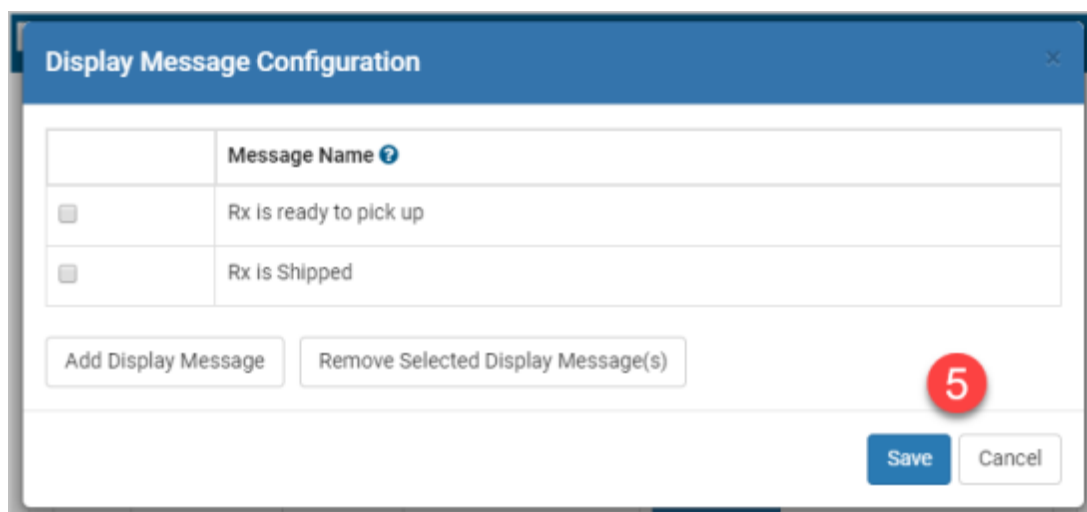 Display Message Configuration ×
Message Name ?
Rx is ready to pick up
Rx is Shipped
Add Display Message Remove Selected Display Message(s)
5
Save Cancel